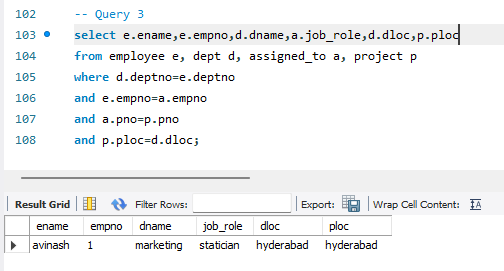 102 -- Query 3
103 select e.ename,e.empno,d.dname,a.job_role,d.dloc,p.ploc
104 from employee e, dept d, assigned_to a, project p
105 where d.deptno=e.deptno
106 and e.empno=a.empno
107 and a.pno=p.pno
108 and p.ploc=d.dloc;
Result Grid Filter Rows: Export: Wrap Cell Content:
ename empno dname job_role dloc ploc
avinash 1 marketing statician hyderabad hyderabad